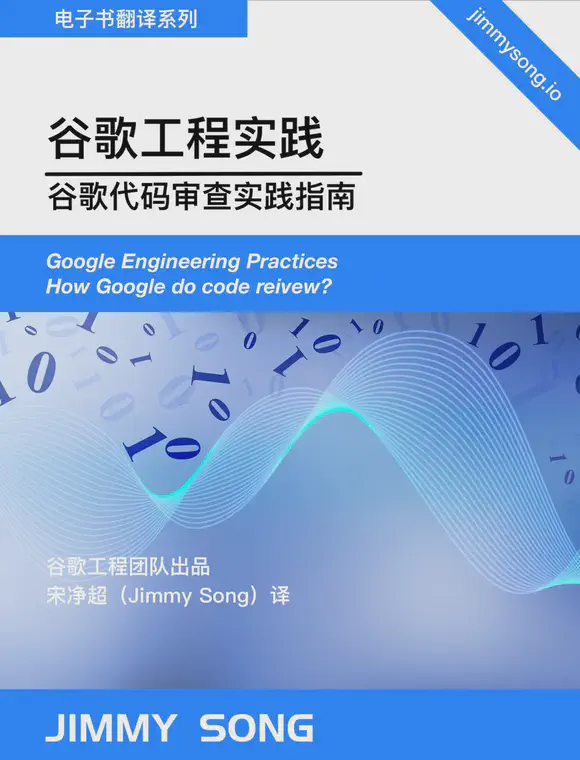 电子书翻译系列
jimmysong.io
谷歌工程实践
谷歌代码审查实践指南
Google Engineering Practices
How Google do code reivew?
谷歌工程团队出品
宋净超（Jimmy Song）译
JIMMY SONG